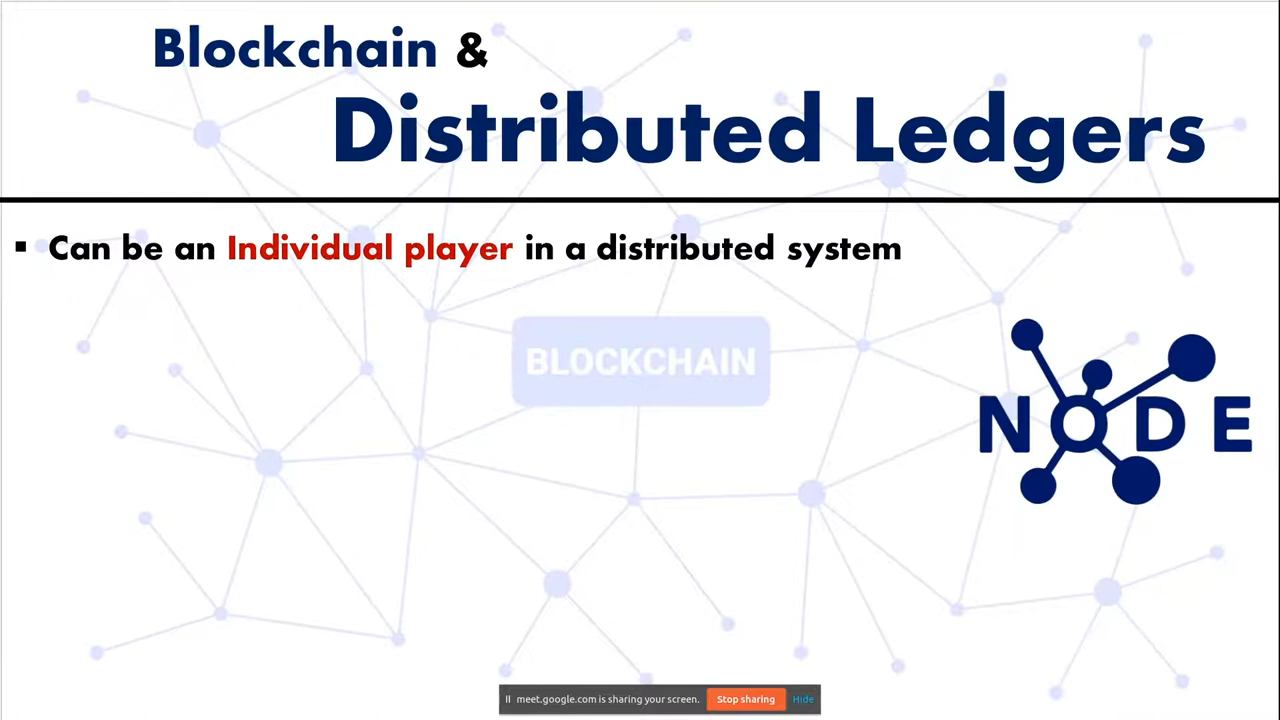 Blockchain &
Distributed Ledgers
▪ Can be an Individual player in a distributed system
BLOCKCHAIN
NODE
meet.google.com is sharing your screen. Stop sharing Hide